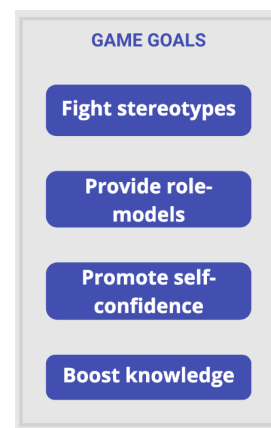 GAME GOALS
Fight stereotypes
Provide role-
models
Promote self-
confidence
Boost knowledge